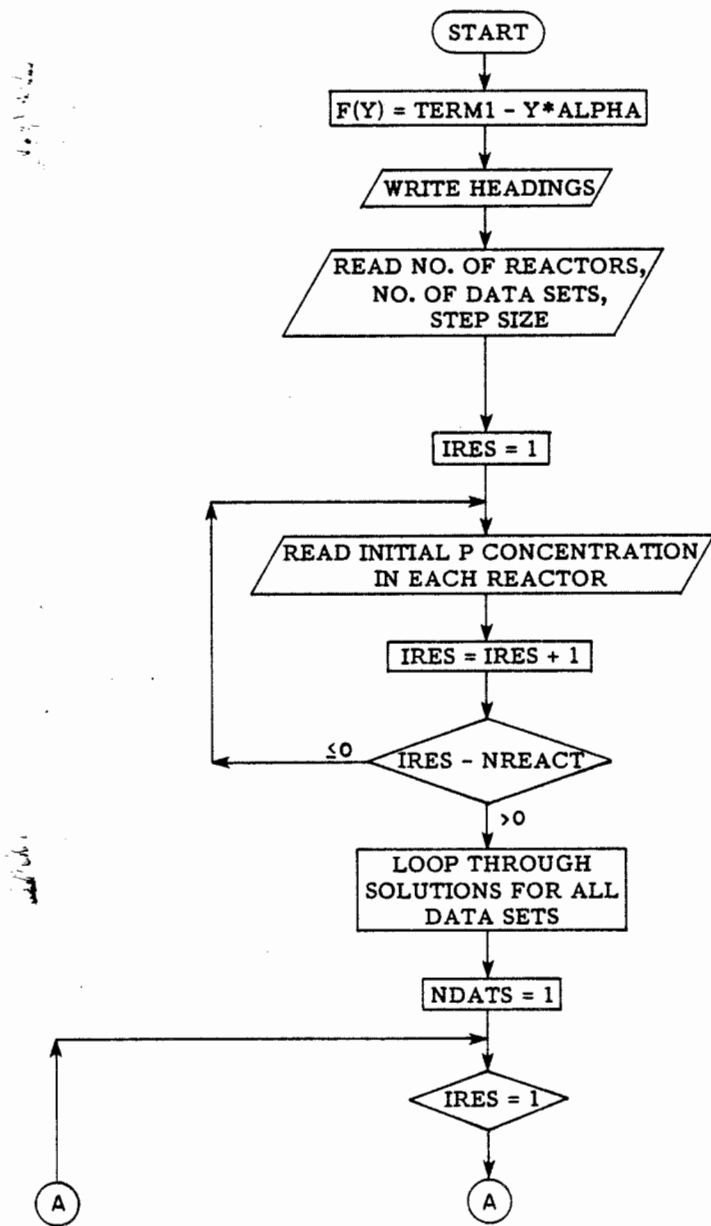 START
F(Y) = TERM1 - Y*ALPHA
WRITE HEADINGS
READ NO. OF REACTORS,
NO. OF DATA SETS,
STEP SIZE
IRES = 1
READ INITIAL P CONCENTRATION
IN EACH REACTOR
IRES = IRES + 1
≤0
IRES - NREACT
>0
LOOP THROUGH
SOLUTIONS FOR ALL
DATA SETS
NDATS = 1
IRES = 1
A
A